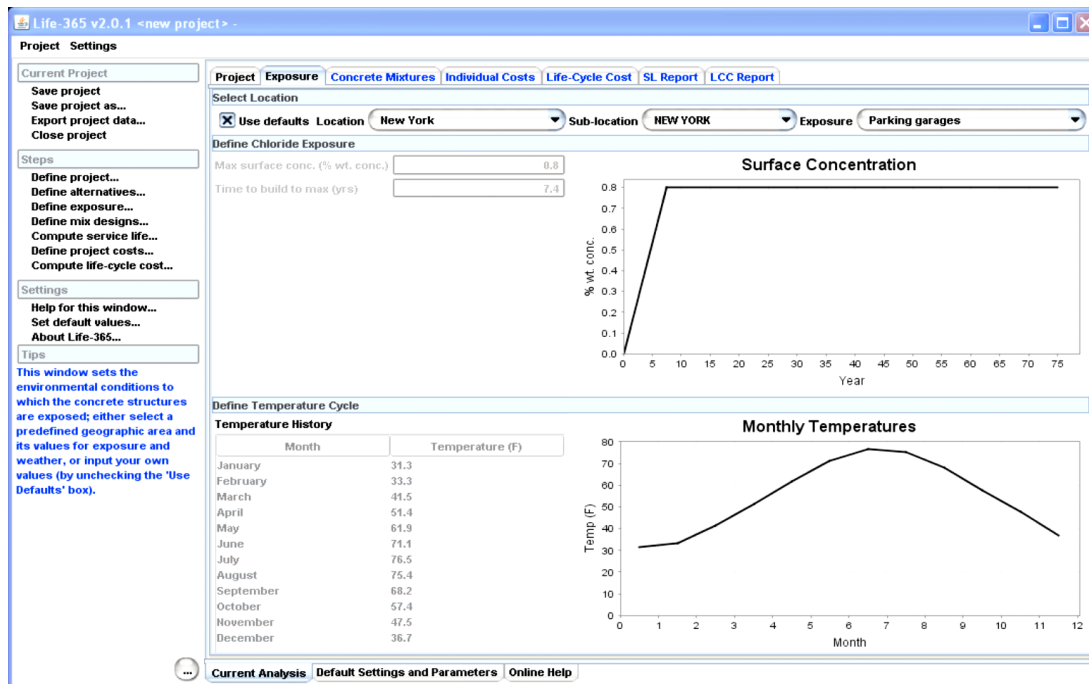 Life-365 v2.0.1 <new project> -
Project Settings
Current Project
Save project
Save project as...
Export project data...
Close project
Steps
Define project...
Define alternatives...
Define exposure...
Define mix designs...
Compute service life...
Define project costs...
Compute life-cycle cost...
Settings
Help for this window...
Set default values...
About Life-365...
Tips
This window sets the
environmental conditions to
which the concrete structures
are exposed; either select a
predefined geographic area and
its values for exposure and
weather, or input your own
values (by unchecking the 'Use
Defaults' box).
...
Project Exposure Concrete Mixtures Individual Costs Life-Cycle Cost SL Report LCC Report
Select Location
Use defaults Location New York Sub-location NEW YORK Exposure Parking garages
Define Chloride Exposure
Max surface conc. (% wt. conc.) 0.8
Time to build to max (yrs) 7.4
Surface Concentration
0.8
0.7
0.6
0.5
0.4
0.3
0.2
0.1
0.0
% wt. conc.
0 5 10 15 20 25 30 35 40 45 50 55 60 65 70 75
Year
Define Temperature Cycle
Temperature History
Month Temperature (F)
January 31.3
February 33.3
March 41.5
April 51.4
May 61.9
June 71.1
July 76.5
August 75.4
September 68.2
October 57.4
November 47.5
December 36.7
Monthly Temperatures
80
70
60
50
40
30
20
10
0
Temp (F)
0 1 2 3 4 5 6 7 8 9 10 11 12
Month
Current Analysis Default Settings and Parameters Online Help